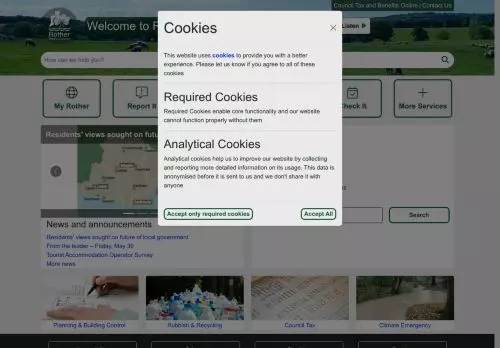 Council Tax and Benefits Online | Contact Us
Rother
Welcome to
Listen
How can we help you?
My Rother
Report It
Check It
More Services
Residents' views sought on
Cookies
×
This website uses cookies to provide you with a better
experience. Please let us know if you agree to all of these
cookies
Required Cookies
Required Cookies enable core functionality and our website
cannot function properly without them
Analytical Cookies
Analytical cookies help us to improve our website by collecting
and reporting more detailed information on its usage. This data is
anonymised before it is sent to us and we don't share it with
anyone
Accept only required cookies
Accept All
Search
News and announcements
Residents' views sought on future of local government
From the leader – Friday, May 30
Tourist Accommodation Operator Survey
More news
Planning & Building Control
Rubbish & Recycling
Council Tax
Climate Emergency